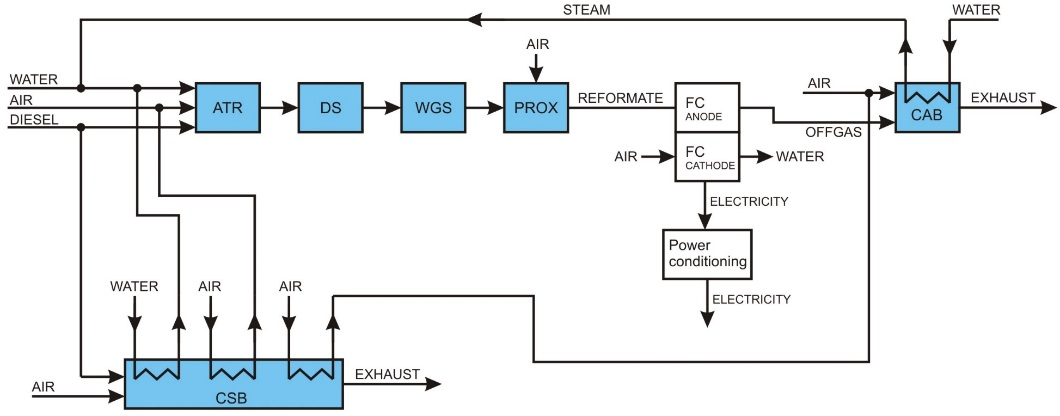 STEAM
WATER
AIR
WATER
AIR
DIESEL
ATR
DS
WGS
PROX
REFORMATE
FC
ANODE
AIR
CAB
EXHAUST
OFFGAS
AIR
FC
CATHODE
WATER
ELECTRICITY
Power
conditioning
WATER
AIR
AIR
ELECTRICITY
AIR
CSB
EXHAUST